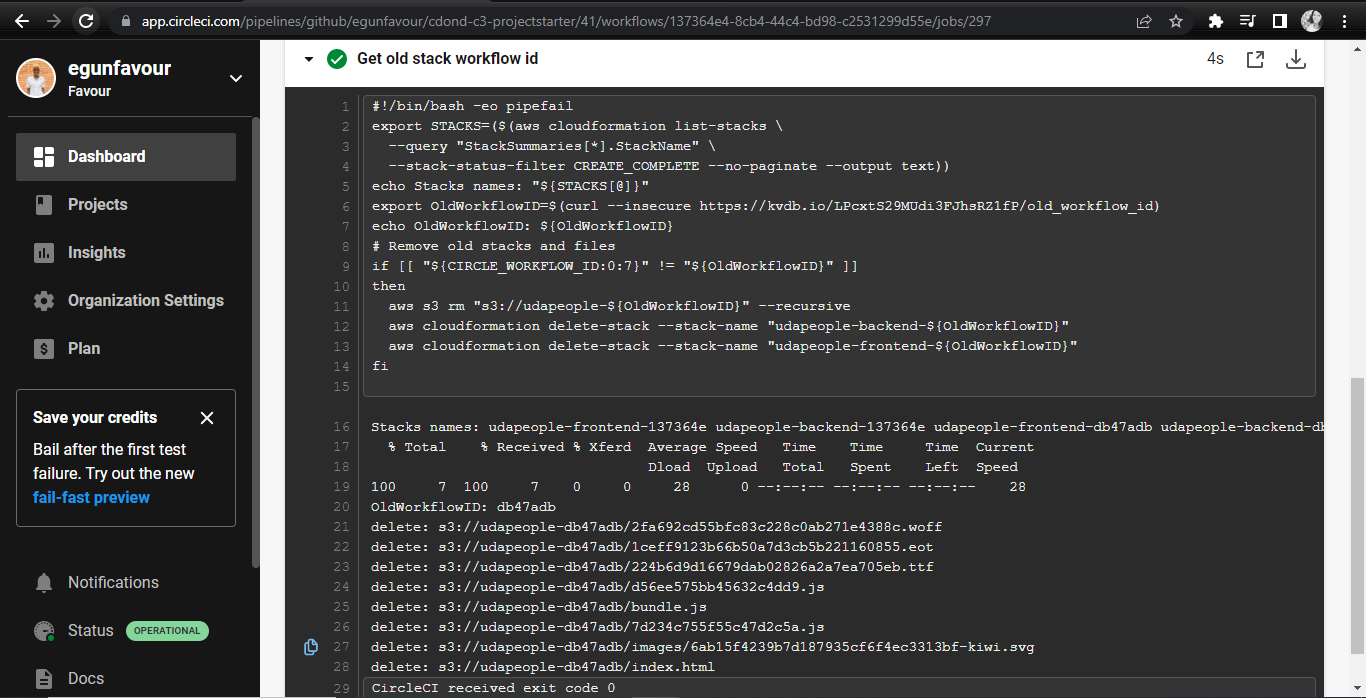 app.circleci.com/pipelines/github/egunfavour/cdond-c3-projectstarter/41/workflows/137364e4-8cb4-44c4-bd98-c2531299d55e/jobs/297
egunfavour
Favour
Dashboard
Projects
Insights
Organization Settings
Plan
Save your credits
Bail after the first test
failure. Try out the new
fail-fast preview
Notifications
Status OPERATIONAL
Docs
Get old stack workflow id 4s
1 #!/bin/bash -eo pipefail
2 export STACKS=($(aws cloudformation list-stacks \
3 --query "StackSummaries[*].StackName" \
4 --stack-status-filter CREATE_COMPLETE --no-paginate --output text))
5 echo Stacks names: "${STACKS[@]}"
6 export OldWorkflowID=$(curl --insecure https://kvdb.io/LPcxtS29MUdi3FJhsRZ1fP/old_workflow_id)
7 echo OldWorkflowID: ${OldWorkflowID}
8 # Remove old stacks and files
9 if [[ "${CIRCLE_WORKFLOW_ID:0:7}" != "${OldWorkflowID}" ]]
10 then
11 aws s3 rm "s3://udapeople-${OldWorkflowID}" --recursive
12 aws cloudformation delete-stack --stack-name "udapeople-backend-${OldWorkflowID}"
13 aws cloudformation delete-stack --stack-name "udapeople-frontend-${OldWorkflowID}"
14 fi
15
16 Stacks names: udapeople-frontend-137364e udapeople-backend-137364e udapeople-frontend-db47adb udapeople-backend-db
17 % Total % Received % Xferd Average Speed Time Time Time Current
18 Dload Upload Total Spent Left Speed
19 100 7 100 7 0 0 28 0 --:--:-- --:--:-- --:--:-- 28
20 OldWorkflowID: db47adb
21 delete: s3://udapeople-db47adb/2fa692cd55bfc83c228c0ab271e4388c.woff
22 delete: s3://udapeople-db47adb/1ceff9123b66b50a7d3cb5b221160855.eot
23 delete: s3://udapeople-db47adb/224b6d9d16679dab02826a2a7ea705eb.ttf
24 delete: s3://udapeople-db47adb/d56ee575bb45632c4dd9.js
25 delete: s3://udapeople-db47adb/bundle.js
26 delete: s3://udapeople-db47adb/7d234c755f55c47d2c5a.js
27 delete: s3://udapeople-db47adb/images/6ab15f4239b7d187935cf6f4ec3313bf-kiwi.svg
28 delete: s3://udapeople-db47adb/index.html
29 CircleCI received exit code 0